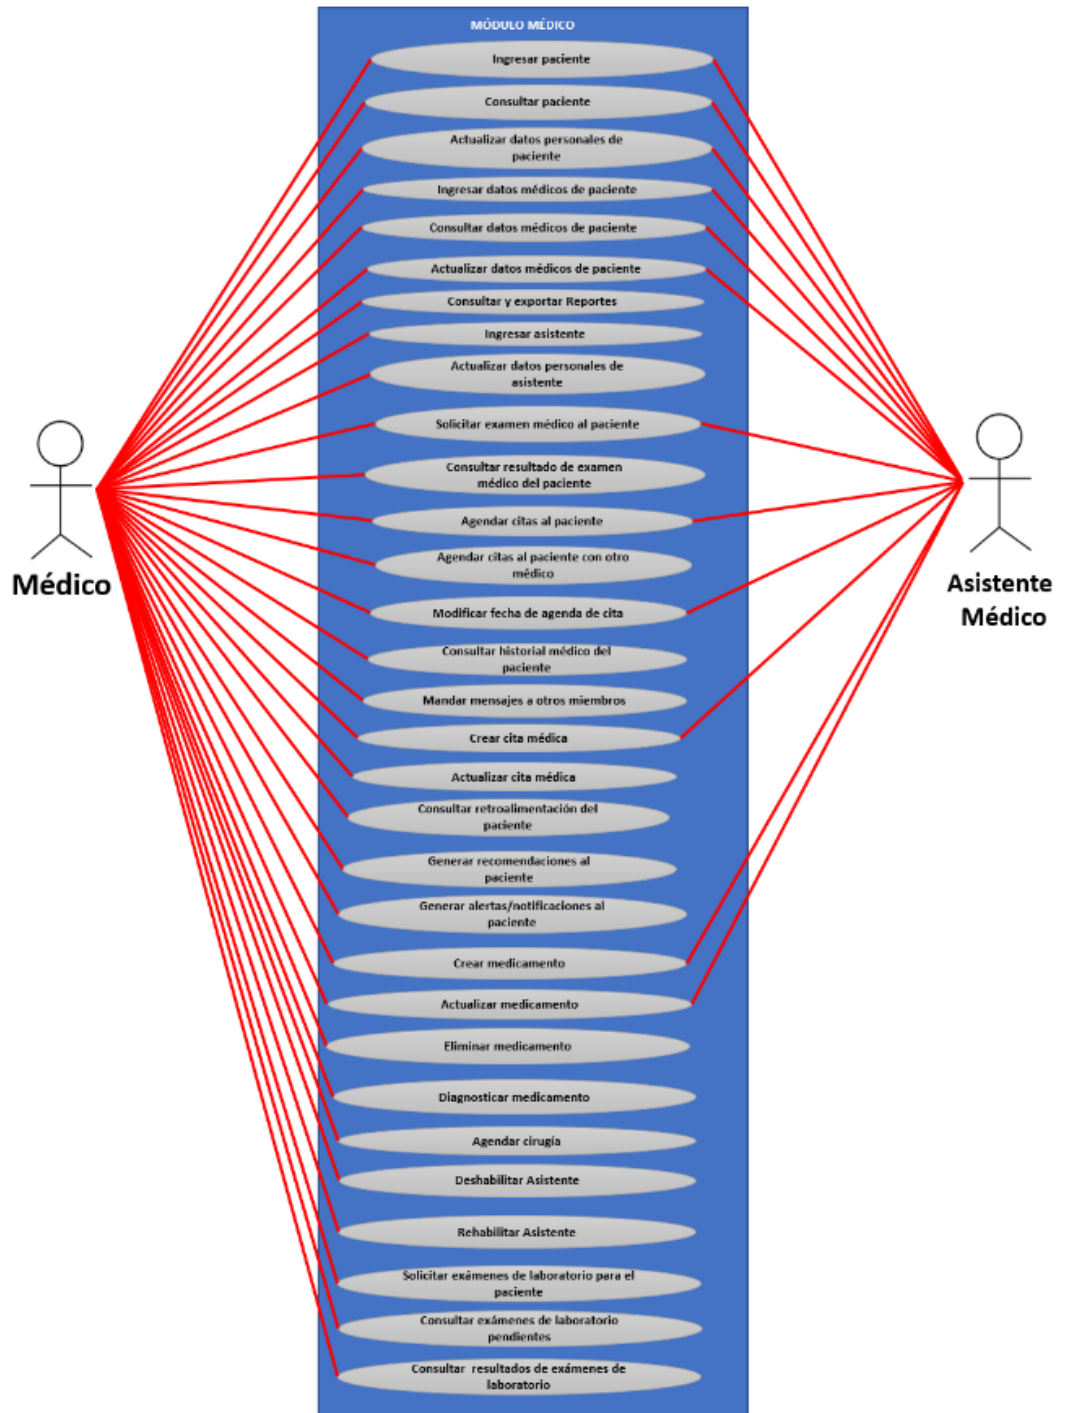 MÓDULO MÉDICO
Ingresar paciente
Consultar paciente
Actualizar datos personales de
paciente
Ingresar datos médicos de paciente
Consultar datos médicos de paciente
Actualizar datos médicos de paciente
Consultar y exportar Reportes
Ingresar asistente
Actualizar datos personales de
asistente
Solicitar examen médico al paciente
Consultar resultado de examen
médico del paciente
Agendar citas al paciente
Agendar citas al paciente con otro
médico
Modificar fecha de agenda de cita
Consultar historial médico del
paciente
Mandar mensajes a otros miembros
Crear cita médica
Actualizar cita médica
Consultar retroalimentación del
paciente
Generar recomendaciones al
paciente
Generar alertas/notificaciones al
paciente
Crear medicamento
Actualizar medicamento
Eliminar medicamento
Diagnosticar medicamento
Agendar cirugía
Deshabilitar Asistente
Rehabilitar Asistente
Solicitar exámenes de laboratorio para el
paciente
Consultar exámenes de laboratorio
pendientes
Consultar resultados de exámenes de
laboratorio
Médico
Asistente
Médico